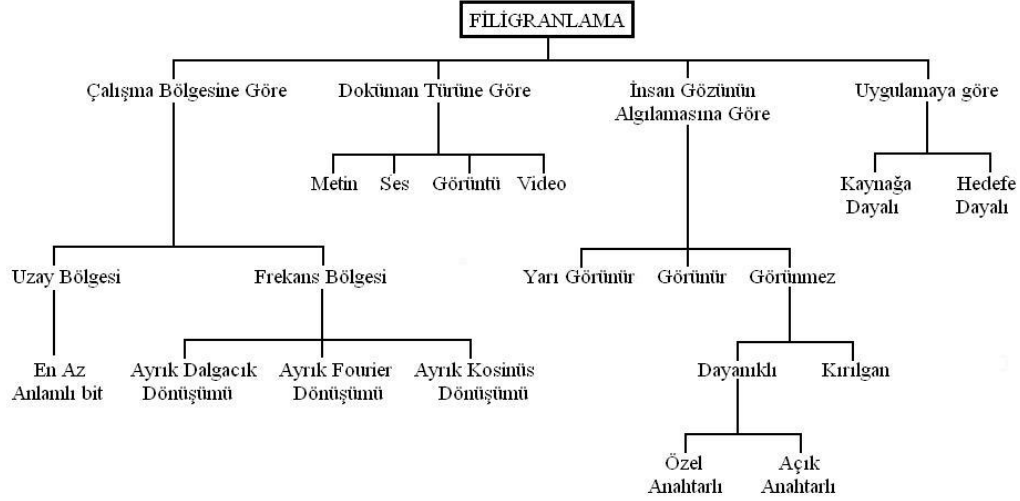 FİLİGRANLAMA
Çalışma Bölgesine Göre
Doküman Türüne Göre
İnsan Gözünün
Algılamasına Göre
Uygulamaya göre
Metin
Ses
Görüntü
Video
Kaynağa
Dayalı
Hedefe
Dayalı
Uzay Bölgesi
Frekans Bölgesi
Yarı Görünür
Görünür
Görünmez
En Az
Anlamlı bit
Ayrık Dalgacık
Dönüşümü
Ayrık Fourier
Dönüşümü
Ayrık Kosinüs
Dönüşümü
Dayanıklı
Kırılgan
Özel
Anahtarlı
Açık
Anahtarlı